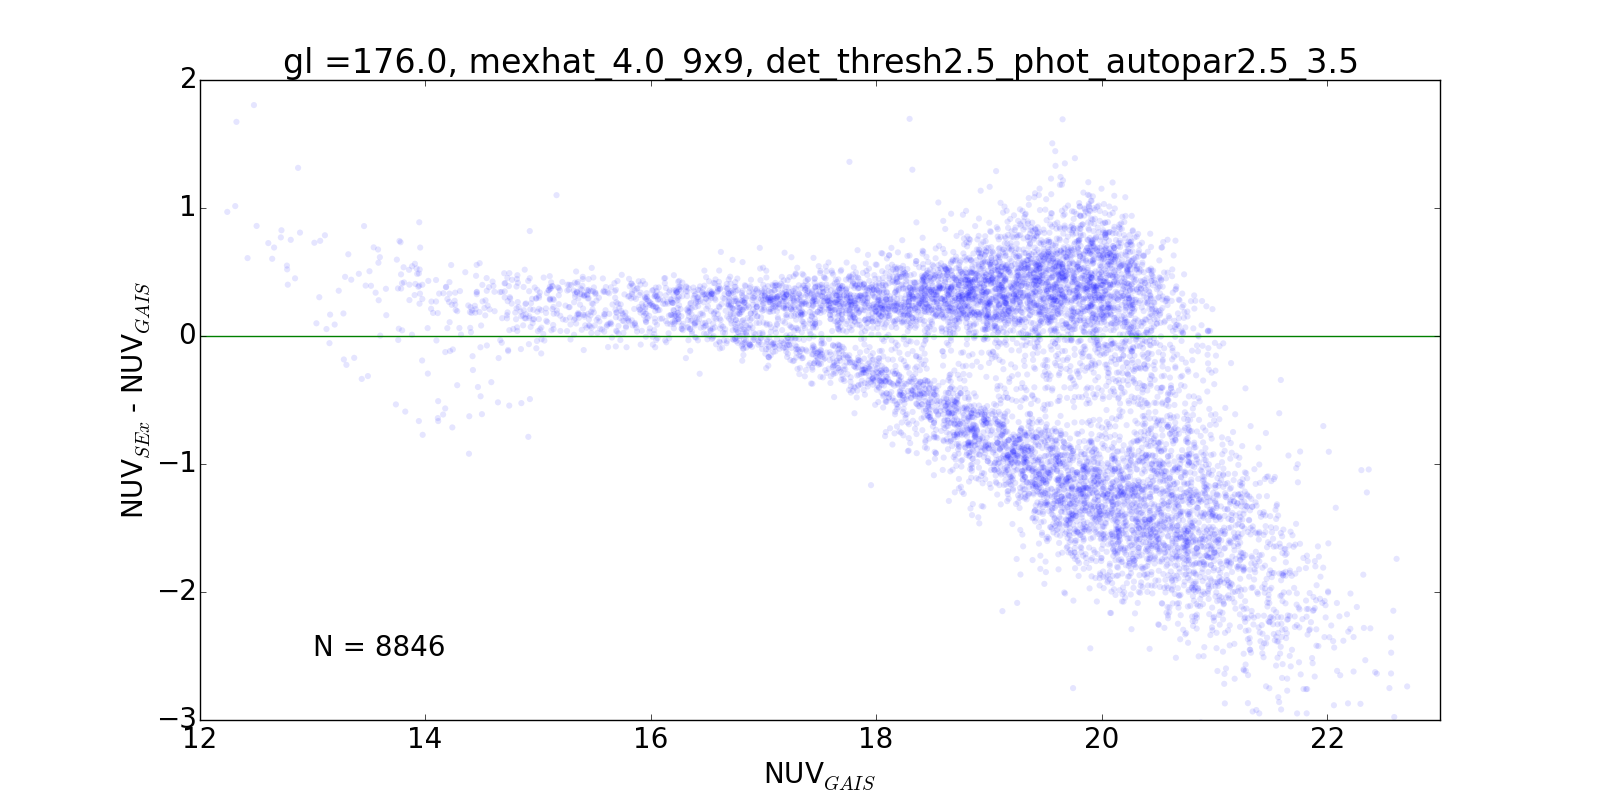 gl =176.0, mexhat_4.0_9x9, det_thresh2.5_phot_autopar2.5_3.5
2
1
0
−1
−2
−3
NUV_SEx - NUV_GAIS
N = 8846
12 14 16 18 20 22
NUV_GAIS